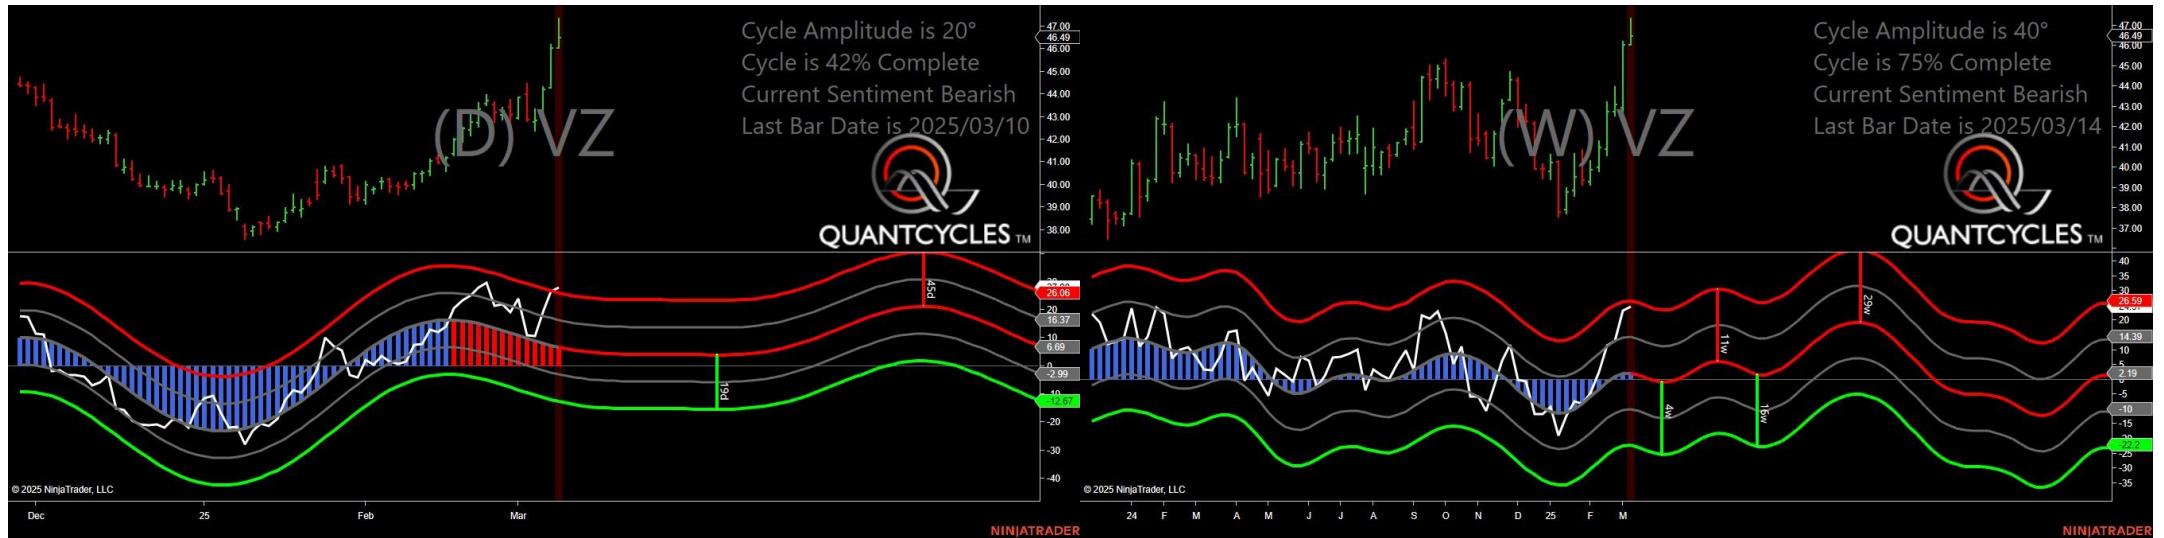 Cycle Amplitude is 20°
Cycle is 42% Complete
Current Sentiment Bearish
Last Bar Date is 2025/03/10
(D) VZ
QUANTCYCLES TM
47.00
46.49
46.00
45.00
44.00
43.00
42.00
41.00
40.00
39.00
38.00
26.06
20
16.37
10
6.69
0
-2.99
-12.67
-20
-30
-40
45d
19d
© 2025 NinjaTrader, LLC
Dec 25 Feb Mar
NINJATRADER
Cycle Amplitude is 40°
Cycle is 75% Complete
Current Sentiment Bearish
Last Bar Date is 2025/03/14
(W) VZ
QUANTCYCLES TM
47.00
46.49
46.00
45.00
44.00
43.00
42.00
41.00
40.00
39.00
38.00
37.00
40
35
30
26.59
20
14.39
10
5
2.19
-5
-10
-15
-22.2
-25
-30
-35
11w
29w
4w
16w
© 2025 NinjaTrader, LLC
24 F M A M J J A S O N D 25 F M
NINJATRADER